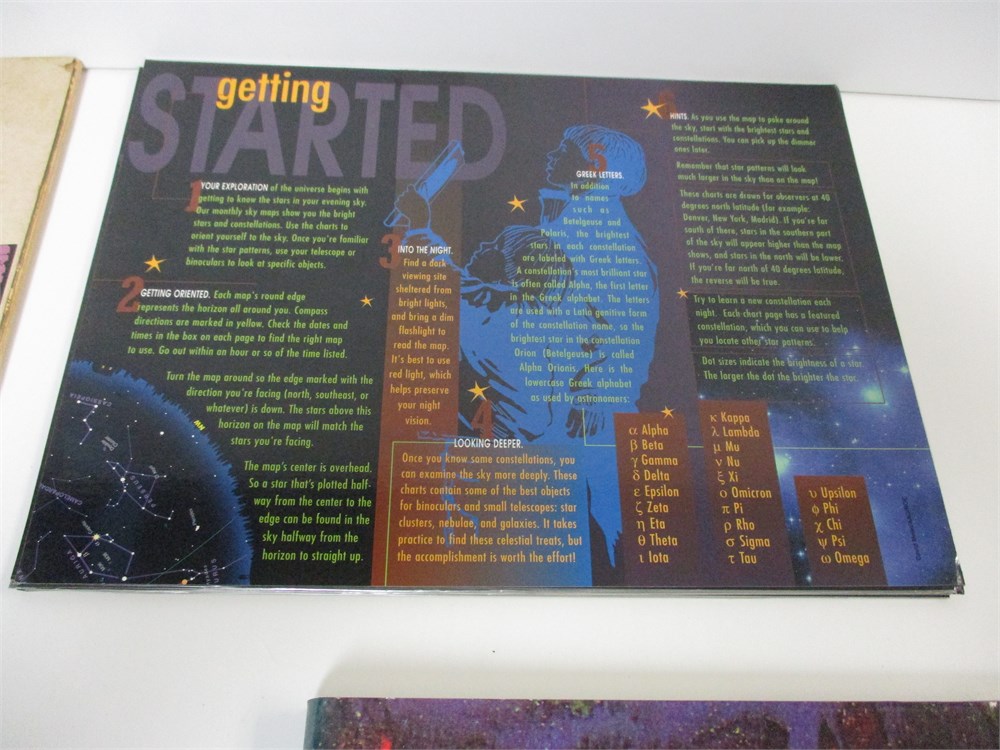 getting
STARTED
1
YOUR EXPLORATION of the universe begins with
getting to know the stars in your evening sky.
Our monthly sky maps show you the bright
stars and constellations. Use the charts to
orient yourself to the sky. Once you're familiar
with the star patterns, use your telescope or
binoculars to look at specific objects.
2
GETTING ORIENTED. Each map's round edge
represents the horizon all around you. Compass
directions are marked in yellow. Check the dates and
times in the box on each page to find the right map
to use. Go out within an hour or so of the time listed.
Turn the map around so the edge marked with the
direction you're facing (north, southeast, or
whatever) is down. The stars above this
horizon on the map will match the
stars you're facing.
The map's center is overhead.
So a star that's plotted half-
way from the center to the
edge can be found in the
sky halfway from the
horizon to straight up.
3
INTO THE NIGHT.
Find a dark
viewing site
sheltered from
bright lights,
and bring a dim
flashlight to
read the map.
It's best to use
red light, which
helps preserve
your night
vision.
4
LOOKING DEEPER.
Once you know some constellations, you
can examine the sky more deeply. These
charts contain some of the best objects
for binoculars and small telescopes: star
clusters, nebulae, and galaxies. It takes
practice to find these celestial treats, but
the accomplishment is worth the effort!
5
GREEK LETTERS.
In addition
to names
such as
Betelgeuse and
Polaris, the brightest
stars in each constellation
are labeled with Greek letters.
A constellation's most brilliant star
is often called Alpha, the first letter
in the Greek alphabet. The letters
are used with a Latin genitive form
of the constellation name, so the
brightest star in the constellation
Orion (Betelgeuse) is called
Alpha Orionis. Here is the
lowercase Greek alphabet
as used by astronomers:
α Alpha
β Beta
γ Gamma
δ Delta
ε Epsilon
ζ Zeta
η Eta
θ Theta
ι Iota
κ Kappa
λ Lambda
μ Mu
ν Nu
ξ Xi
ο Omicron
π Pi
ρ Rho
σ Sigma
τ Tau
υ Upsilon
φ Phi
χ Chi
ψ Psi
ω Omega
HINTS. As you use the map to poke around
the sky, start with the brightest stars and
constellations. You can pick up the dimmer
ones later.
Remember that star patterns will look
much larger in the sky than on the map!
These charts are drawn for observers at 40
degrees north latitude (for example:
Denver, New York, Madrid). If you're far
south of there, stars in the southern part
of the sky will appear higher than the map
shows, and stars in the north will be lower.
If you're far north of 40 degrees latitude,
the reverse will be true.
Try to learn a new constellation each
night. Each chart page has a featured
constellation, which you can use to help
you locate other star patterns.
Dot sizes indicate the brightness of a star.
The larger the dot the brighter the star.